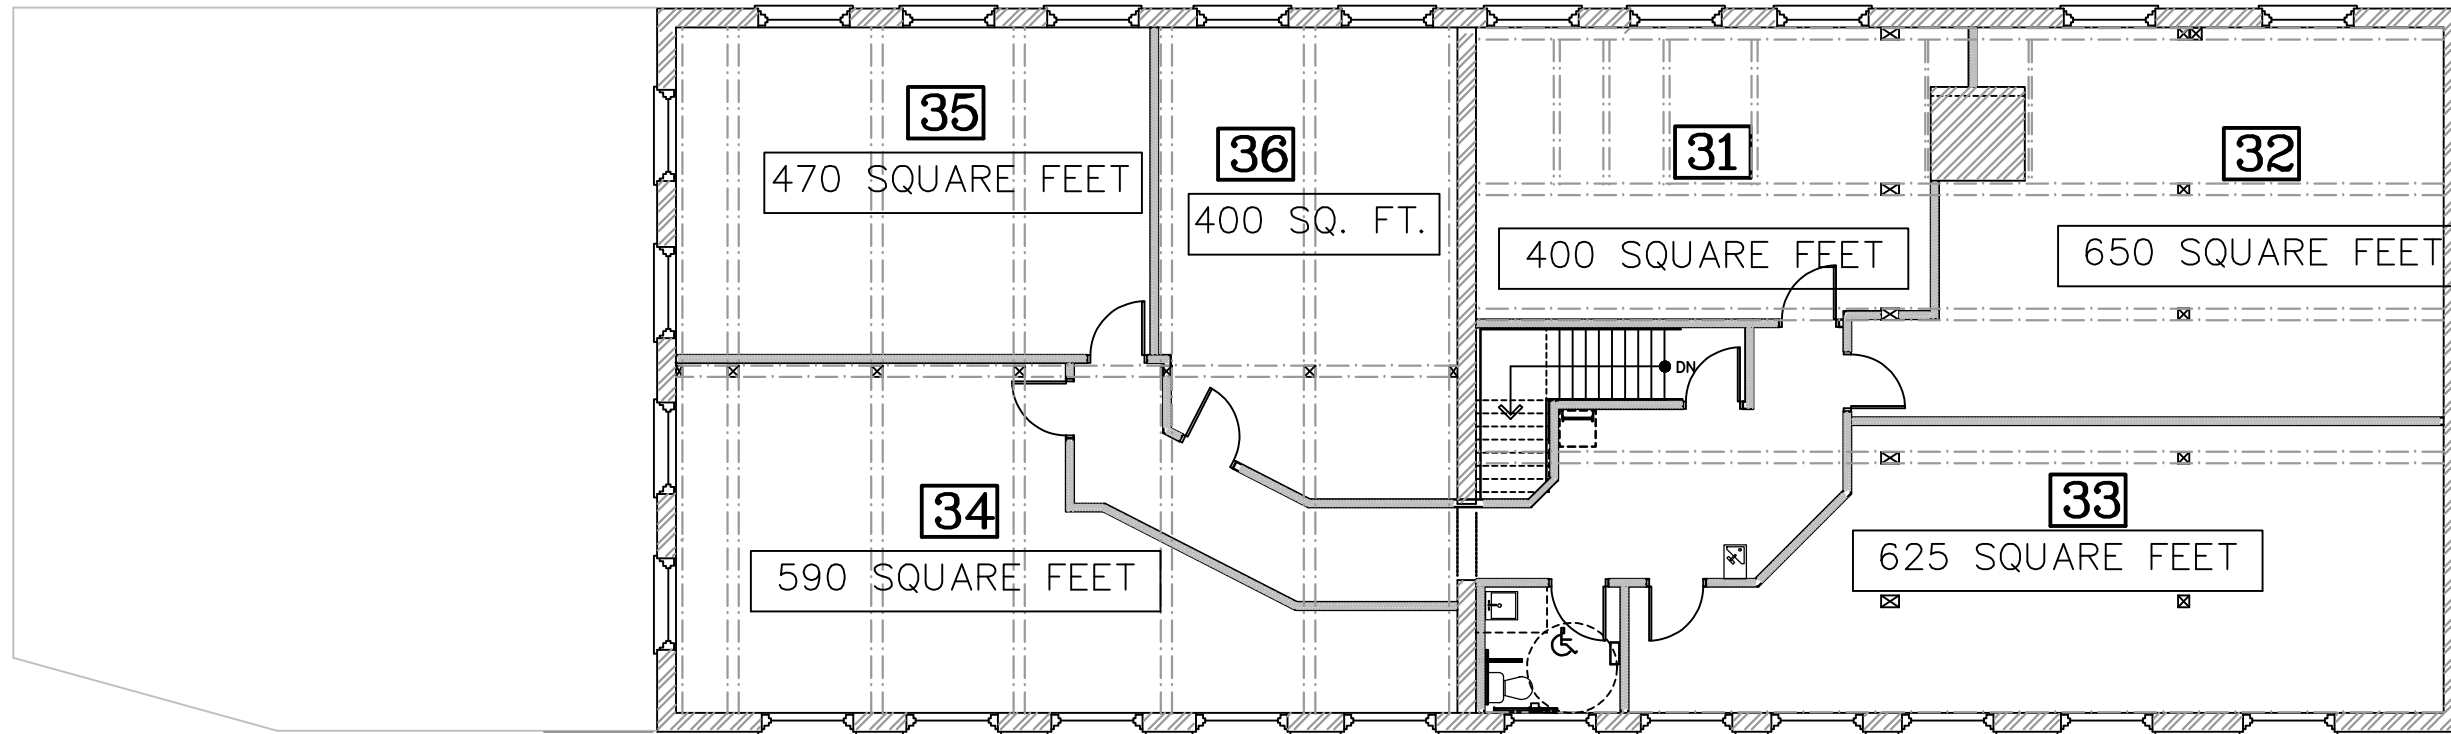 35
470 SQUARE FEET
36
400 SQ. FT.
31
400 SQUARE FEET
32
650 SQUARE FEET
DN
34
590 SQUARE FEET
33
625 SQUARE FEET